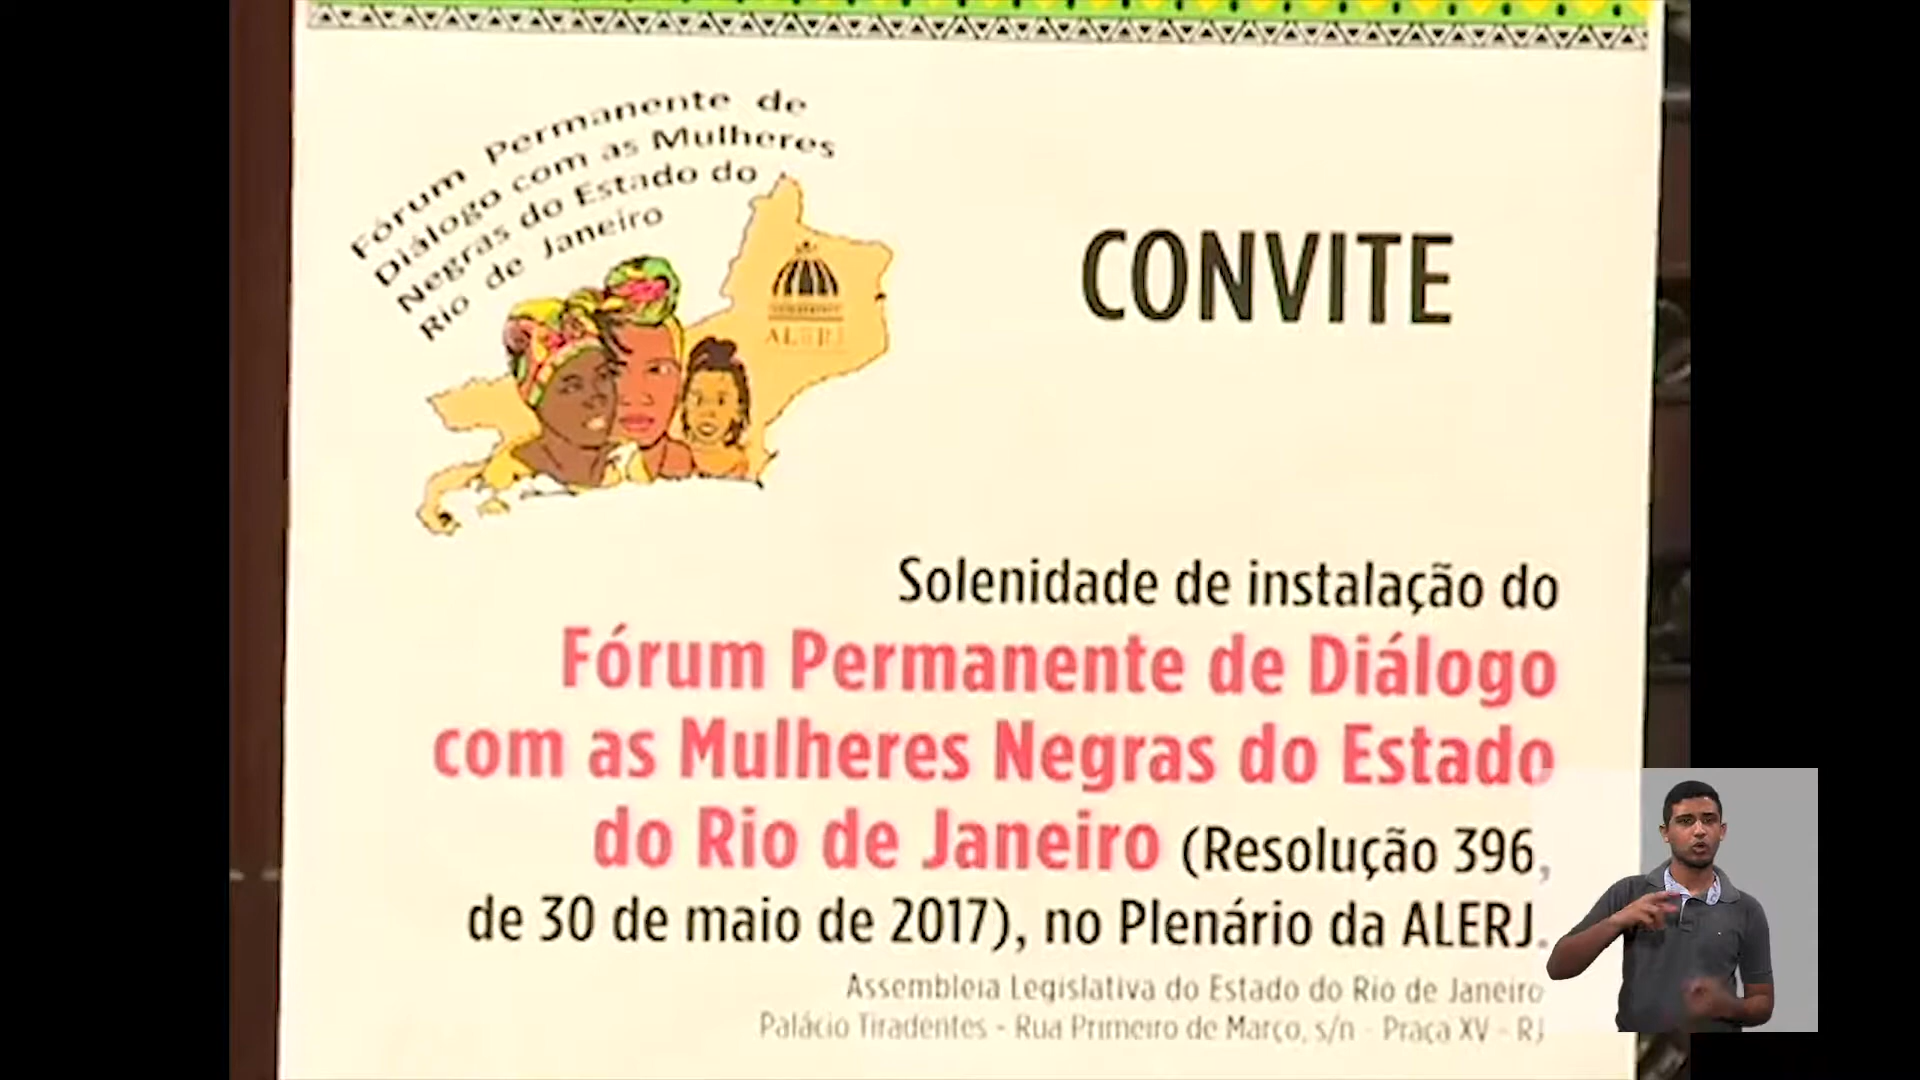 Fórum Permanente de
Diálogo com as Mulheres
Negras do Estado do
Rio de Janeiro
ALERJ
CONVITE
Solenidade de instalação do
Fórum Permanente de Diálogo
com as Mulheres Negras do Estado
do Rio de Janeiro (Resolução 396,
de 30 de maio de 2017), no Plenário da ALERJ.
Assembleia Legislativa do Estado do Rio de Janeiro
Palácio Tiradentes - Rua Primeiro de Março, s/n - Praça XV - RJ